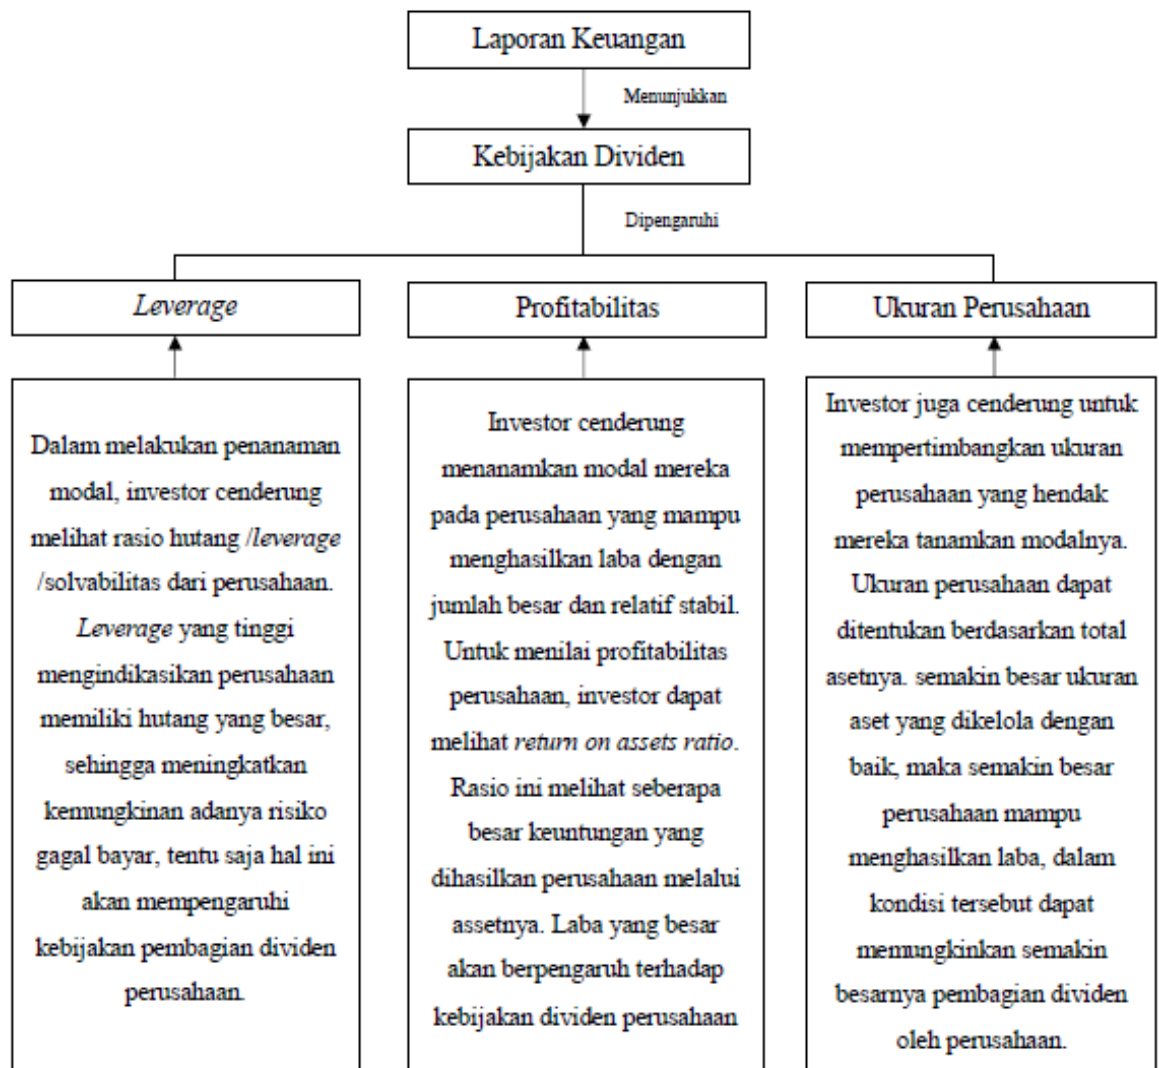 Laporan Keuangan
Menunjukkan
Kebijakan Dividen
Dipengaruhi
Leverage
Profitabilitas
Ukuran Perusahaan
Dalam melakukan penanaman
modal, investor cenderung
melihat rasio hutang /leverage
/solvabilitas dari perusahaan.
Leverage yang tinggi
mengindikasikan perusahaan
memiliki hutang yang besar,
sehingga meningkatkan
kemungkinan adanya risiko
gagal bayar, tentu saja hal ini
akan mempengaruhi
kebijakan pembagian dividen
perusahaan.
Investor cenderung
menanamkan modal mereka
pada perusahaan yang mampu
menghasilkan laba dengan
jumlah besar dan relatif stabil.
Untuk menilai profitabilitas
perusahaan, investor dapat
melihat return on assets ratio.
Rasio ini melihat seberapa
besar keuntungan yang
dihasilkan perusahaan melalui
assetnya. Laba yang besar
akan berpengaruh terhadap
kebijakan dividen perusahaan
Investor juga cenderung untuk
mempertimbangkan ukuran
perusahaan yang hendak
mereka tanamkan modalnya.
Ukuran perusahaan dapat
ditentukan berdasarkan total
asetnya. semakin besar ukuran
aset yang dikelola dengan
baik, maka semakin besar
perusahaan mampu
menghasilkan laba, dalam
kondisi tersebut dapat
memungkinkan semakin
besarnya pembagian dividen
oleh perusahaan.